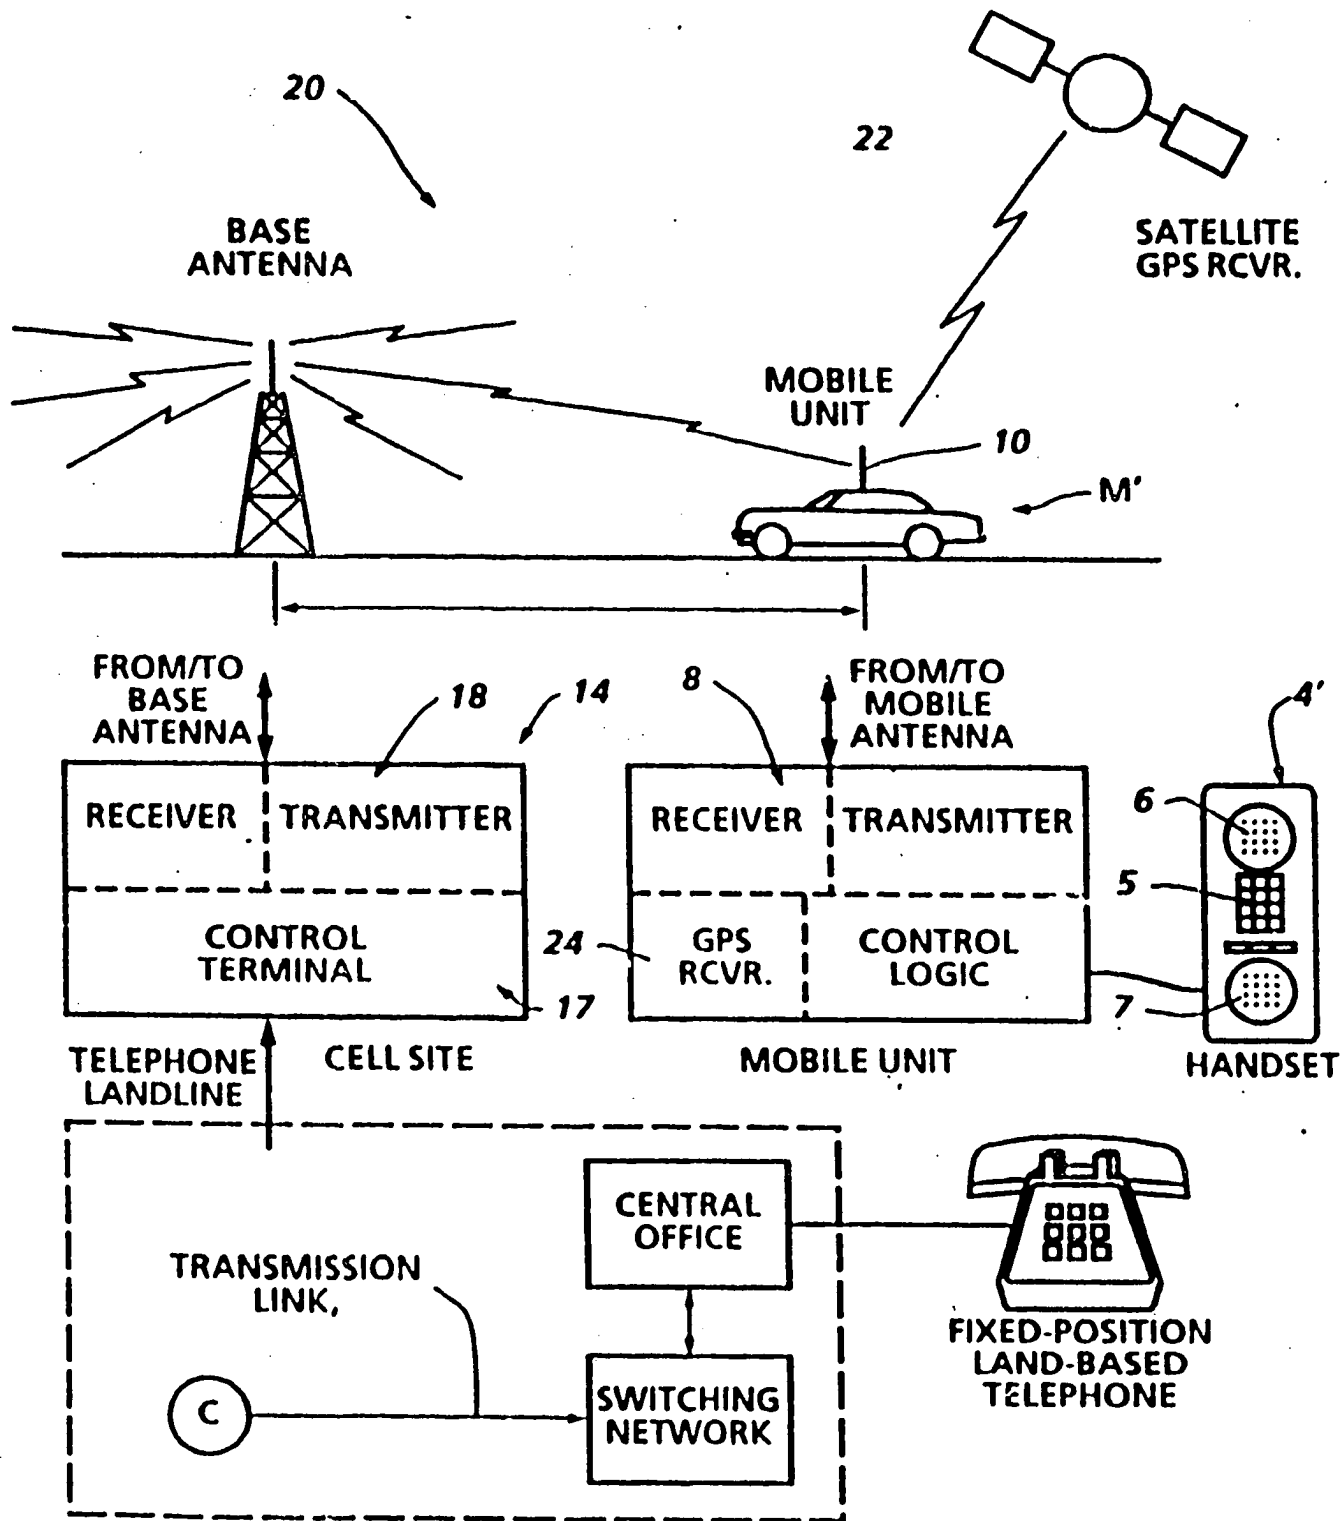 20
22
BASE
ANTENNA
SATELLITE
GPS RCVR.
MOBILE
UNIT
10
M'
FROM/TO
BASE
ANTENNA
18
14
8
FROM/TO
MOBILE
ANTENNA
4'
RECEIVER
TRANSMITTER
RECEIVER
TRANSMITTER
6
5
CONTROL
TERMINAL
24
GPS
RCVR.
CONTROL
LOGIC
17
7
TELEPHONE
LANDLINE
CELL SITE
MOBILE UNIT
HANDSET
CENTRAL
OFFICE
TRANSMISSION
LINK,
FIXED-POSITION
LAND-BASED
TELEPHONE
C
SWITCHING
NETWORK